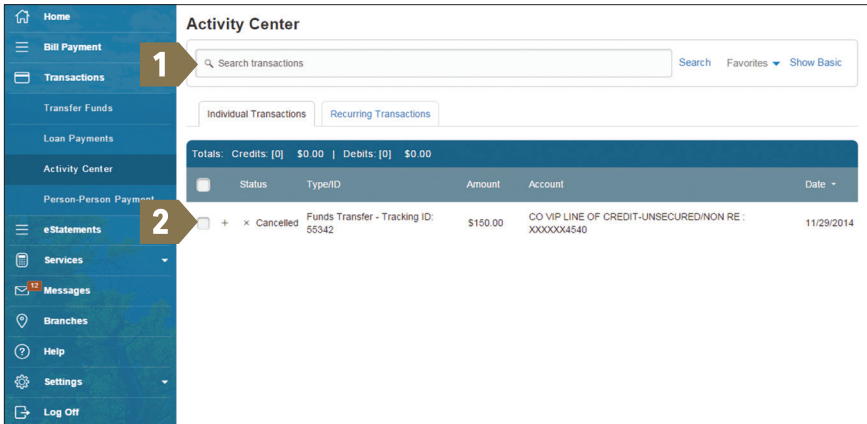 Home
Bill Payment
Transactions
Transfer Funds
Loan Payments
Activity Center
Person-Person Payment
eStatements
Services
12
Messages
Branches
Help
Settings
Log Off
Activity Center
1
Search transactions
Search Favorites Show Basic
Individual Transactions Recurring Transactions
Totals: Credits: [0] $0.00 | Debits: [0] $0.00
Status Type/ID Amount Account Date
2
+ × Cancelled Funds Transfer - Tracking ID: 55342 $150.00 CO VIP LINE OF CREDIT-UNSECURED/NON RE : XXXXXX4540 11/29/2014